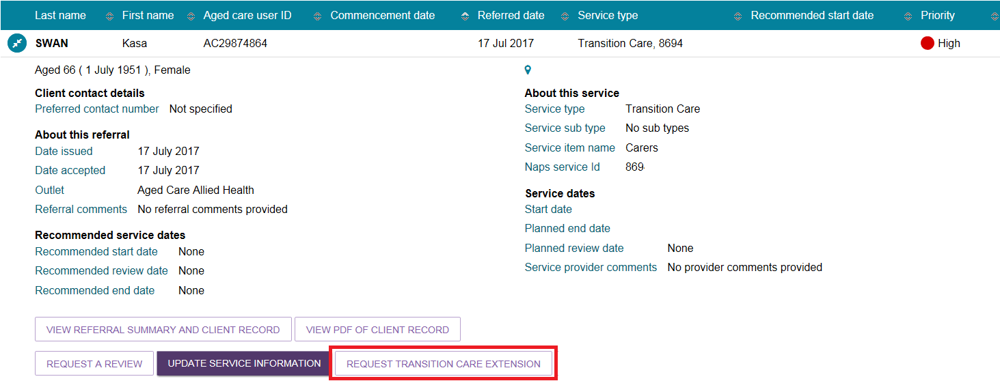 Last name First name Aged care user ID Commencement date Referred date Service type Recommended start date Priority
SWAN Kasa AC29874864 17 Jul 2017 Transition Care, 8694 High
Aged 66 ( 1 July 1951 ), Female
Client contact details
Preferred contact number Not specified
About this referral
Date issued 17 July 2017
Date accepted 17 July 2017
Outlet Aged Care Allied Health
Referral comments No referral comments provided
Recommended service dates
Recommended start date None
Recommended review date None
Recommended end date None
About this service
Service type Transition Care
Service sub type No sub types
Service item name Carers
Naps service Id 869
Service dates
Start date
Planned end date
Planned review date None
Service provider comments No provider comments provided
VIEW REFERRAL SUMMARY AND CLIENT RECORD VIEW PDF OF CLIENT RECORD
REQUEST A REVIEW UPDATE SERVICE INFORMATION REQUEST TRANSITION CARE EXTENSION